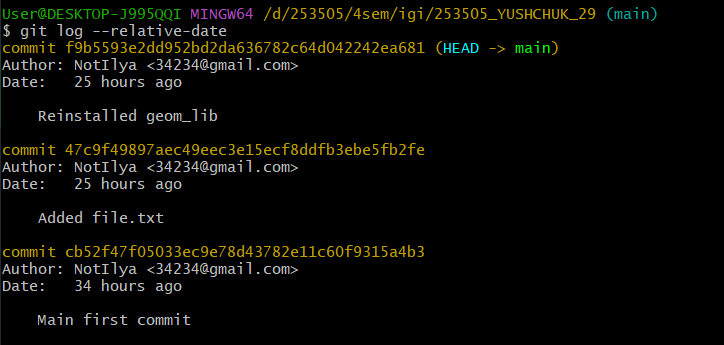 User@DESKTOP-J995QQI MINGW64 /d/253505/4sem/igi/253505_YUSHCHUK_29 (main)
$ git log --relative-date
commit f9b5593e2dd952bd2da636782c64d042242ea681 (HEAD -> main)
Author: NotIlya <34234@gmail.com>
Date:   25 hours ago

    Reinstalled geom_lib

commit 47c9f49897aec49eec3e15ecf8ddfb3ebe5fb2fe
Author: NotIlya <34234@gmail.com>
Date:   25 hours ago

    Added file.txt

commit cb52f47f05033ec9e78d43782e11c60f9315a4b3
Author: NotIlya <34234@gmail.com>
Date:   34 hours ago

    Main first commit